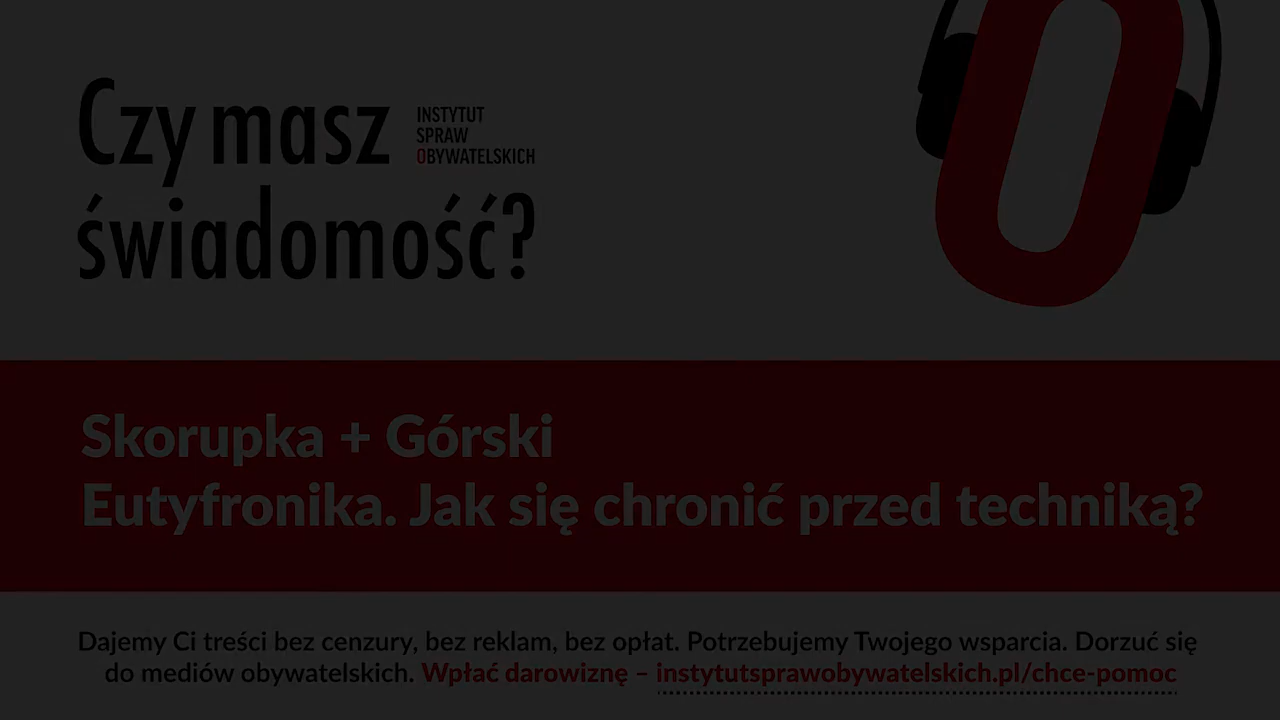 Czy masz
INSTYTUT
SPRAW
OBYWATELSKICH
świadomość?
Skorupka + Górski
Eutyfronika. Jak się chronić przed techniką?
Dajemy Ci treści bez cenzury, bez reklam, bez opłat. Potrzebujemy Twojego wsparcia. Dorzuć się
do mediów obywatelskich. Wpłać darowiznę – instytutsprawobywatelskich.pl/chce-pomoc